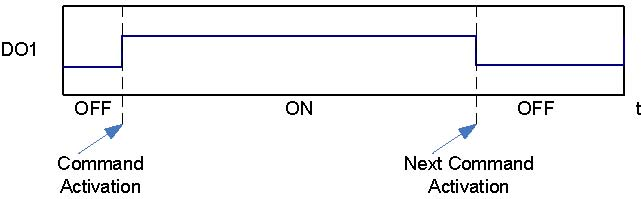 DO1
OFF ON OFF t
Command
Activation
Next Command
Activation